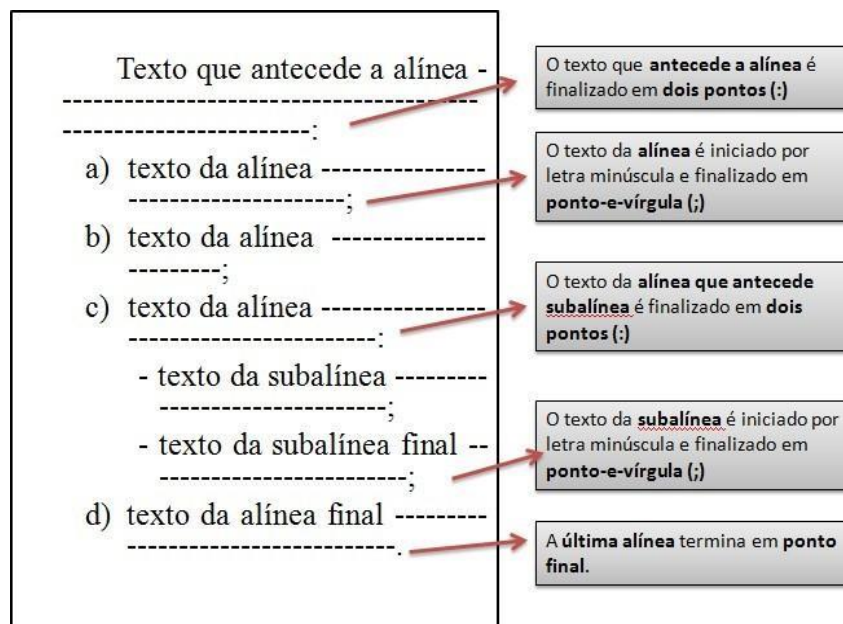 Texto que antecede a alínea -
-----------------------------------------
------------------------:
a) texto da alínea ----------------
---------------------;
b) texto da alínea ---------------
---------;
c) texto da alínea ----------------
------------------------:
- texto da subalínea ---------
----------------------;
- texto da subalínea final --
------------------------;
d) texto da alínea final ---------
--------------------------.
O texto que antecede a alínea é
finalizado em dois pontos (:)
O texto da alínea é iniciado por
letra minúscula e finalizado em
ponto-e-vírgula (;)
O texto da alínea que antecede
subalínea é finalizado em dois
pontos (:)
O texto da subalínea é iniciado por
letra minúscula e finalizado em
ponto-e-vírgula (;)
A última alínea termina em ponto
final.